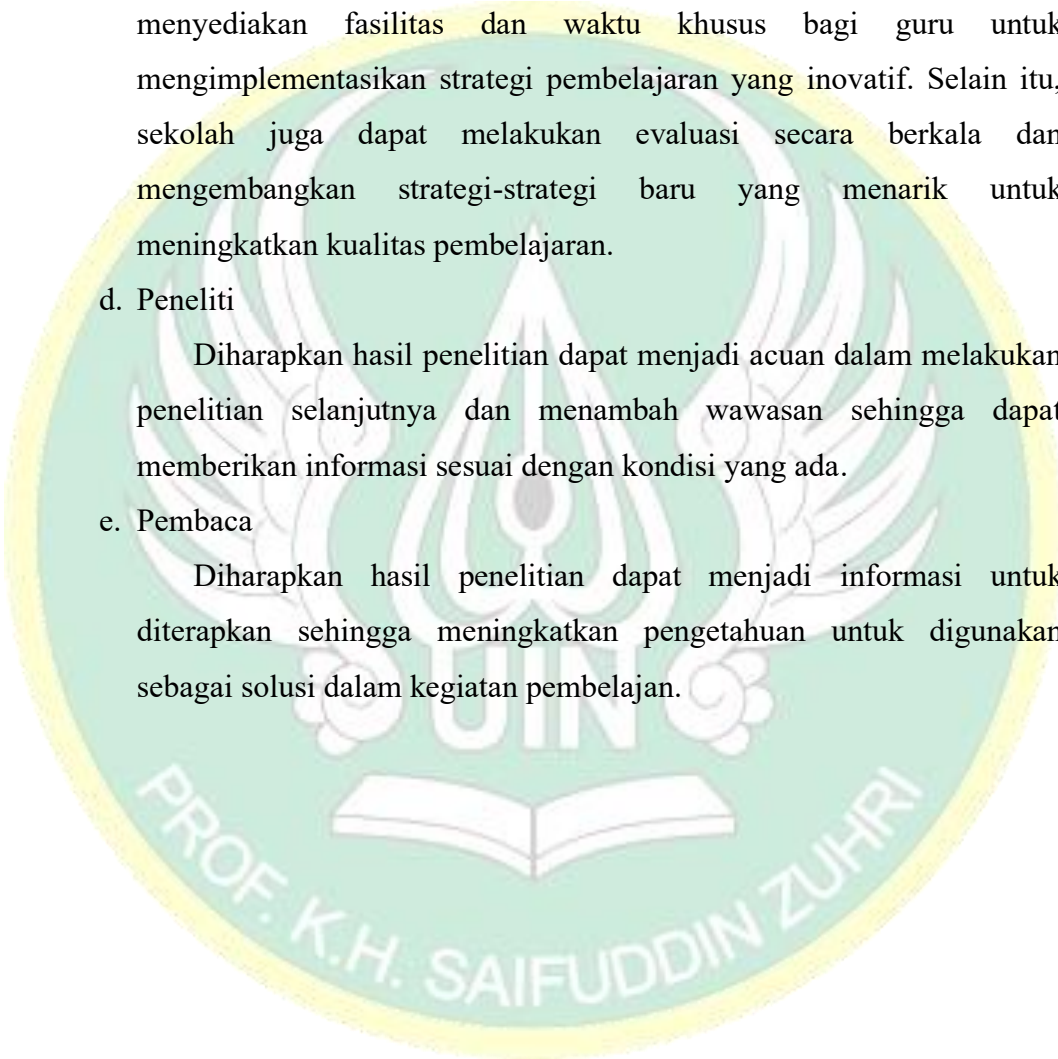 menyediakan fasilitas dan waktu khusus bagi guru untuk
mengimplementasikan strategi pembelajaran yang inovatif. Selain itu,
sekolah juga dapat melakukan evaluasi secara berkala dan
mengembangkan strategi-strategi baru yang menarik untuk
meningkatkan kualitas pembelajaran.
d. Peneliti
Diharapkan hasil penelitian dapat menjadi acuan dalam melakukan
penelitian selanjutnya dan menambah wawasan sehingga dapat
memberikan informasi sesuai dengan kondisi yang ada.
e. Pembaca
Diharapkan hasil penelitian dapat menjadi informasi untuk
diterapkan sehingga meningkatkan pengetahuan untuk digunakan
sebagai solusi dalam kegiatan pembelajan.
UIN
PROF. K.H. SAIFUDDIN ZUHRI